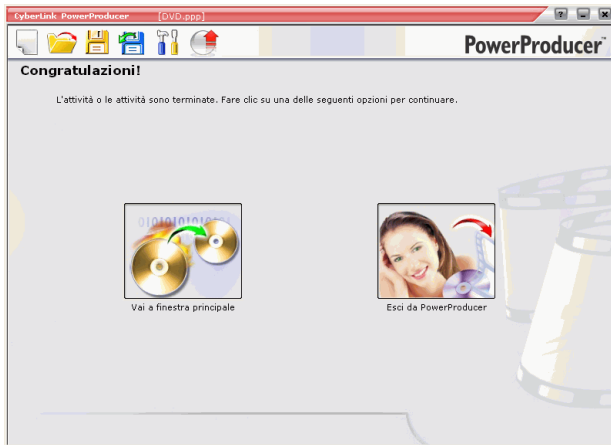 CyberLink PowerProducer [DVD.ppp]
PowerProducer™
Congratulazioni!
L'attività o le attività sono terminate. Fare clic su una delle seguenti opzioni per continuare.
Vai a finestra principale
Esci da PowerProducer